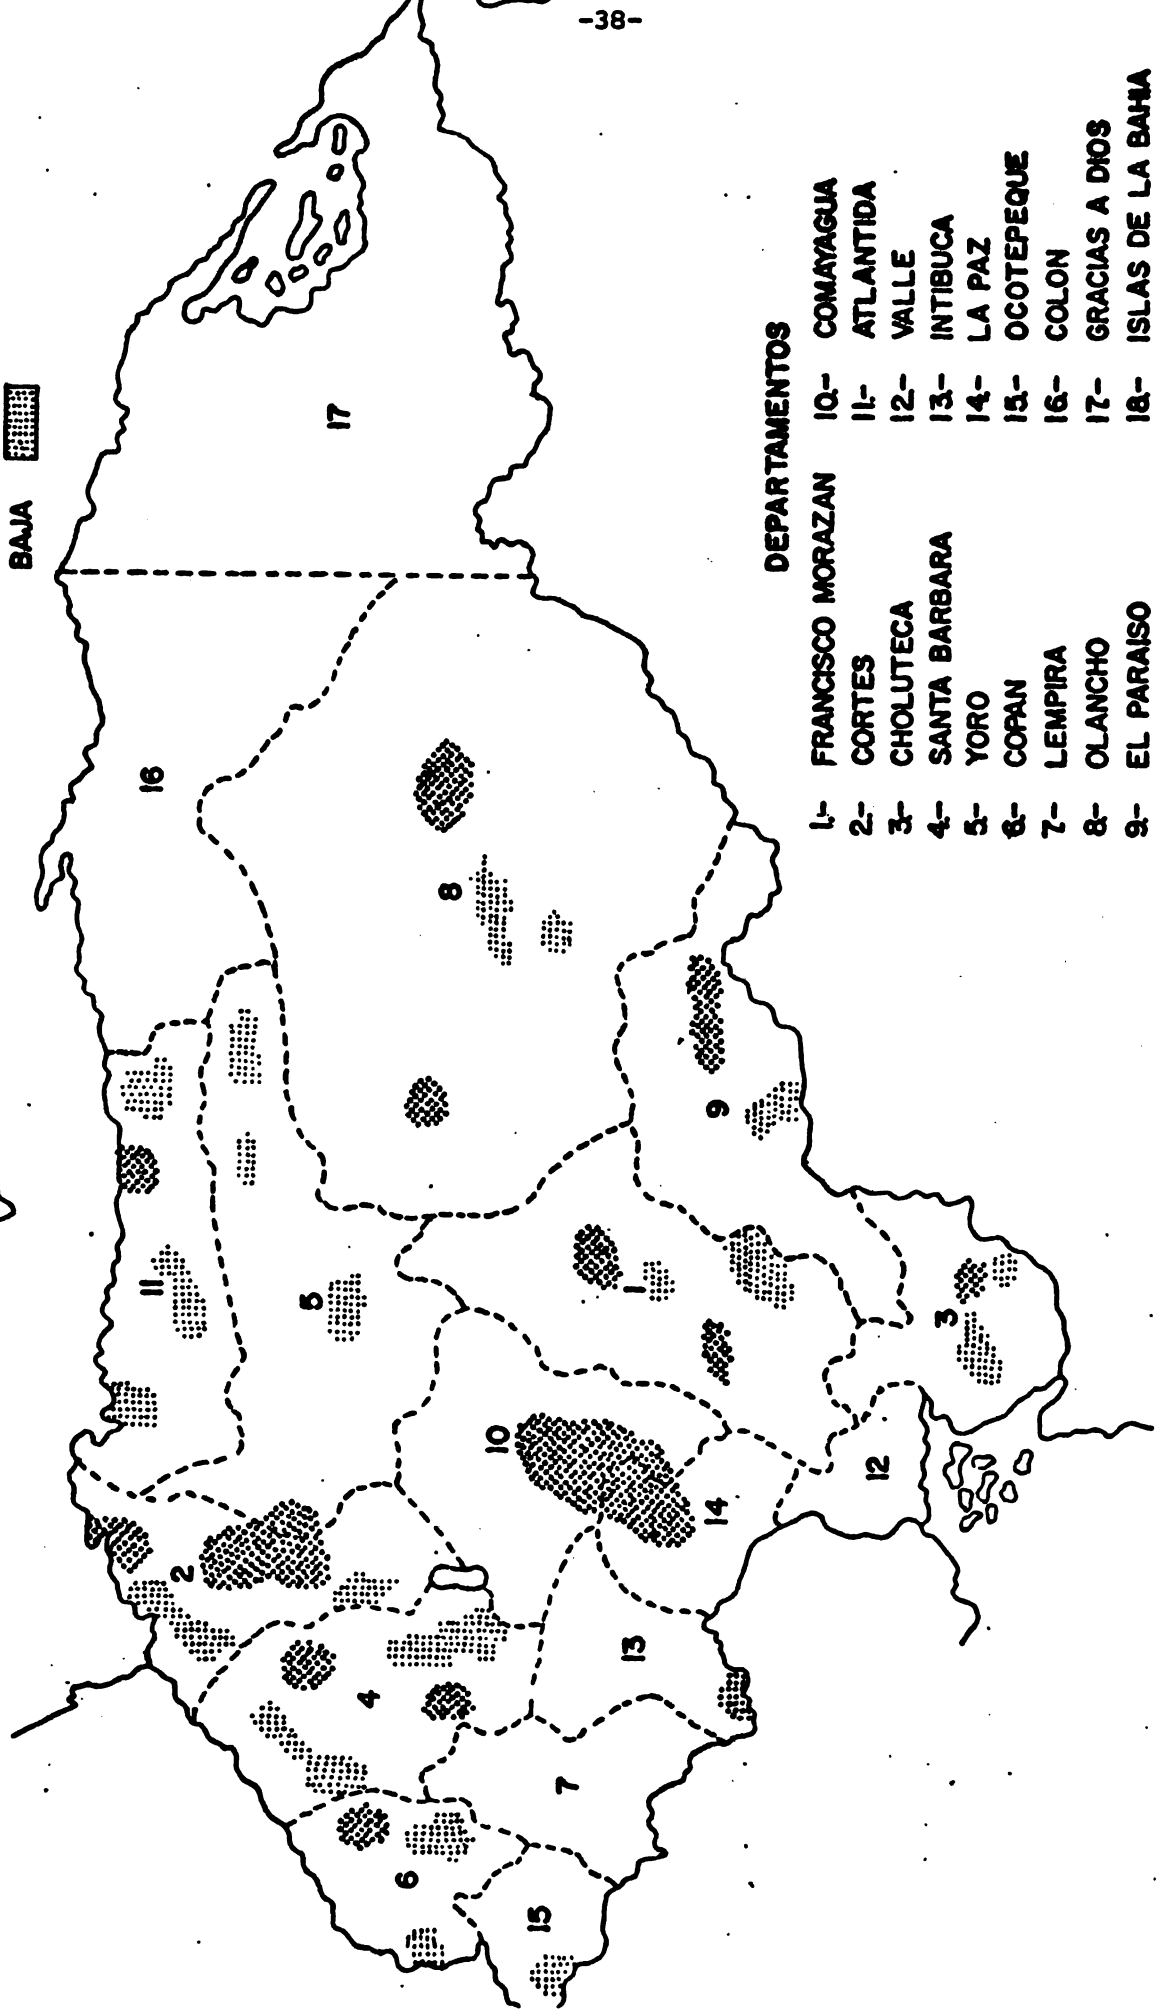 -38-
BAJA
17
16
8
11
5
9
1
3
10
2
14
12
4
13
6
7
15
DEPARTAMENTOS
1.- FRANCISCO MORAZAN
2.- CORTES
3.- CHOLUTECA
4.- SANTA BARBARA
5.- YORO
6.- COPAN
7.- LEMPIRA
8.- OLANCHO
9.- EL PARAISO
10.- COMAYAGUA
11.- ATLANTIDA
12.- VALLE
13.- INTIBUCA
14.- LA PAZ
15.- OCOTEPEQUE
16.- COLON
17.- GRACIAS A DIOS
18.- ISLAS DE LA BAHIA